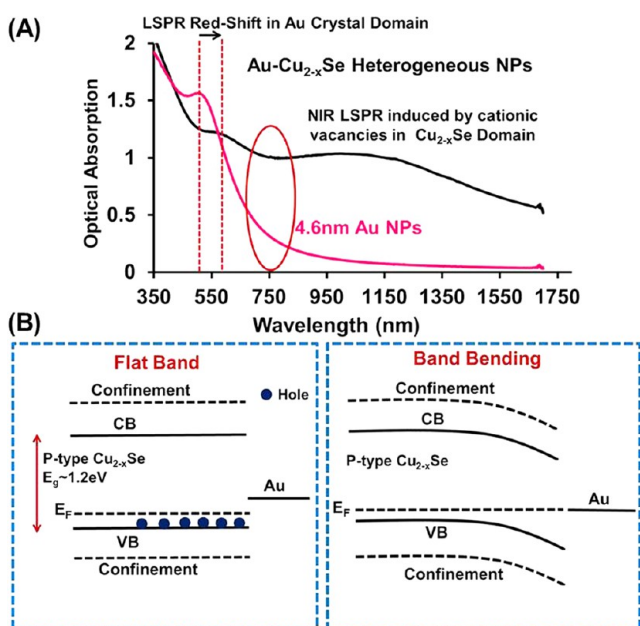 (A)
LSPR Red-Shift in Au Crystal Domain
Au-Cu2-xSe Heterogeneous NPs
NIR LSPR induced by cationic
vacancies in Cu2-xSe Domain
4.6nm Au NPs
Optical Absorption
2
1.5
1
0.5
0
350 550 750 950 1150 1350 1550 1750
Wavelength (nm)
(B)
Flat Band
Confinement
Hole
CB
P-type Cu2-xSe
Eg~1.2eV
Au
EF
VB
Confinement
Band Bending
Confinement
CB
P-type Cu2-xSe
Au
EF
VB
Confinement